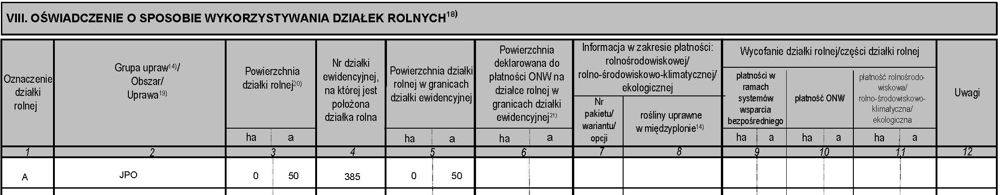 VIII. OŚWIADCZENIE O SPOSOBIE WYKORZYSTYWANIA DZIAŁEK ROLNYCH18)
Oznaczenie
działki
rolnej
Grupa upraw14)/
Obszar/
Uprawa19)
Powierzchnia
działki rolnej20)
ha a
Nr działki
ewidencyjnej,
na której jest
położona
działka rolna
Powierzchnia działki
rolnej w granicach
działki ewidencyjnej
ha a
Powierzchnia
deklarowana do
płatności ONW na
działce rolnej w
granicach działki
ewidencyjnej21)
ha a
Informacja w zakresie płatności:
rolnośrodowiskowej/
rolno-środowiskowo-klimatycznej/
ekologicznej
Nr
pakietu/
wariantu/
opcji
rośliny uprawne
w międzyplonie14)
Wycofanie działki rolnej/części działki rolnej
płatności w
ramach
systemów
wsparcia
bezpośredniego
ha a
płatność ONW
ha a
płatność rolnośrodo-
wiskowa/
rolno-środowiskowo-
klimatyczna/
ekologiczna
ha a
Uwagi
1 2 3 4 5 6 7 8 9 10 11 12
A JPO 0 50 385 0 50